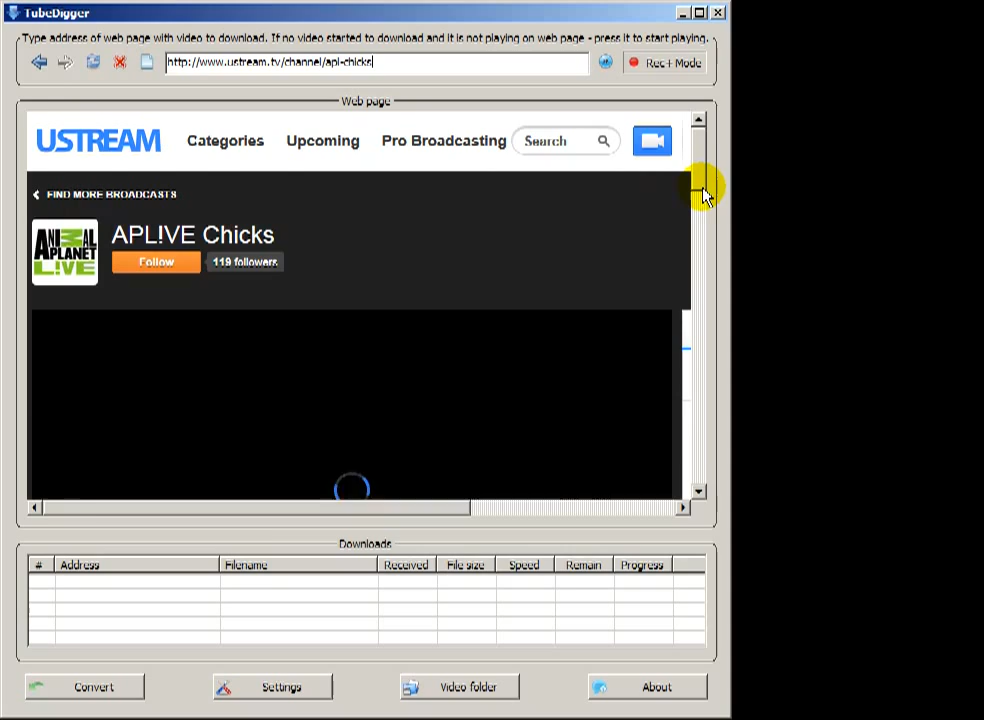 TubeDigger
Type address of web page with video to download. If no video started to download and it is not playing on web page - press it to start playing.
http://www.ustream.tv/channel/apl-chicks
Rec+Mode
Web page
USTREAM Categories Upcoming Pro Broadcasting Search
FIND MORE BROADCASTS
ANIMAL PLANET L!VE
APL!VE Chicks
Follow 119 followers
Downloads
# Address Filename Received File size Speed Remain Progress
Convert Settings Video folder About